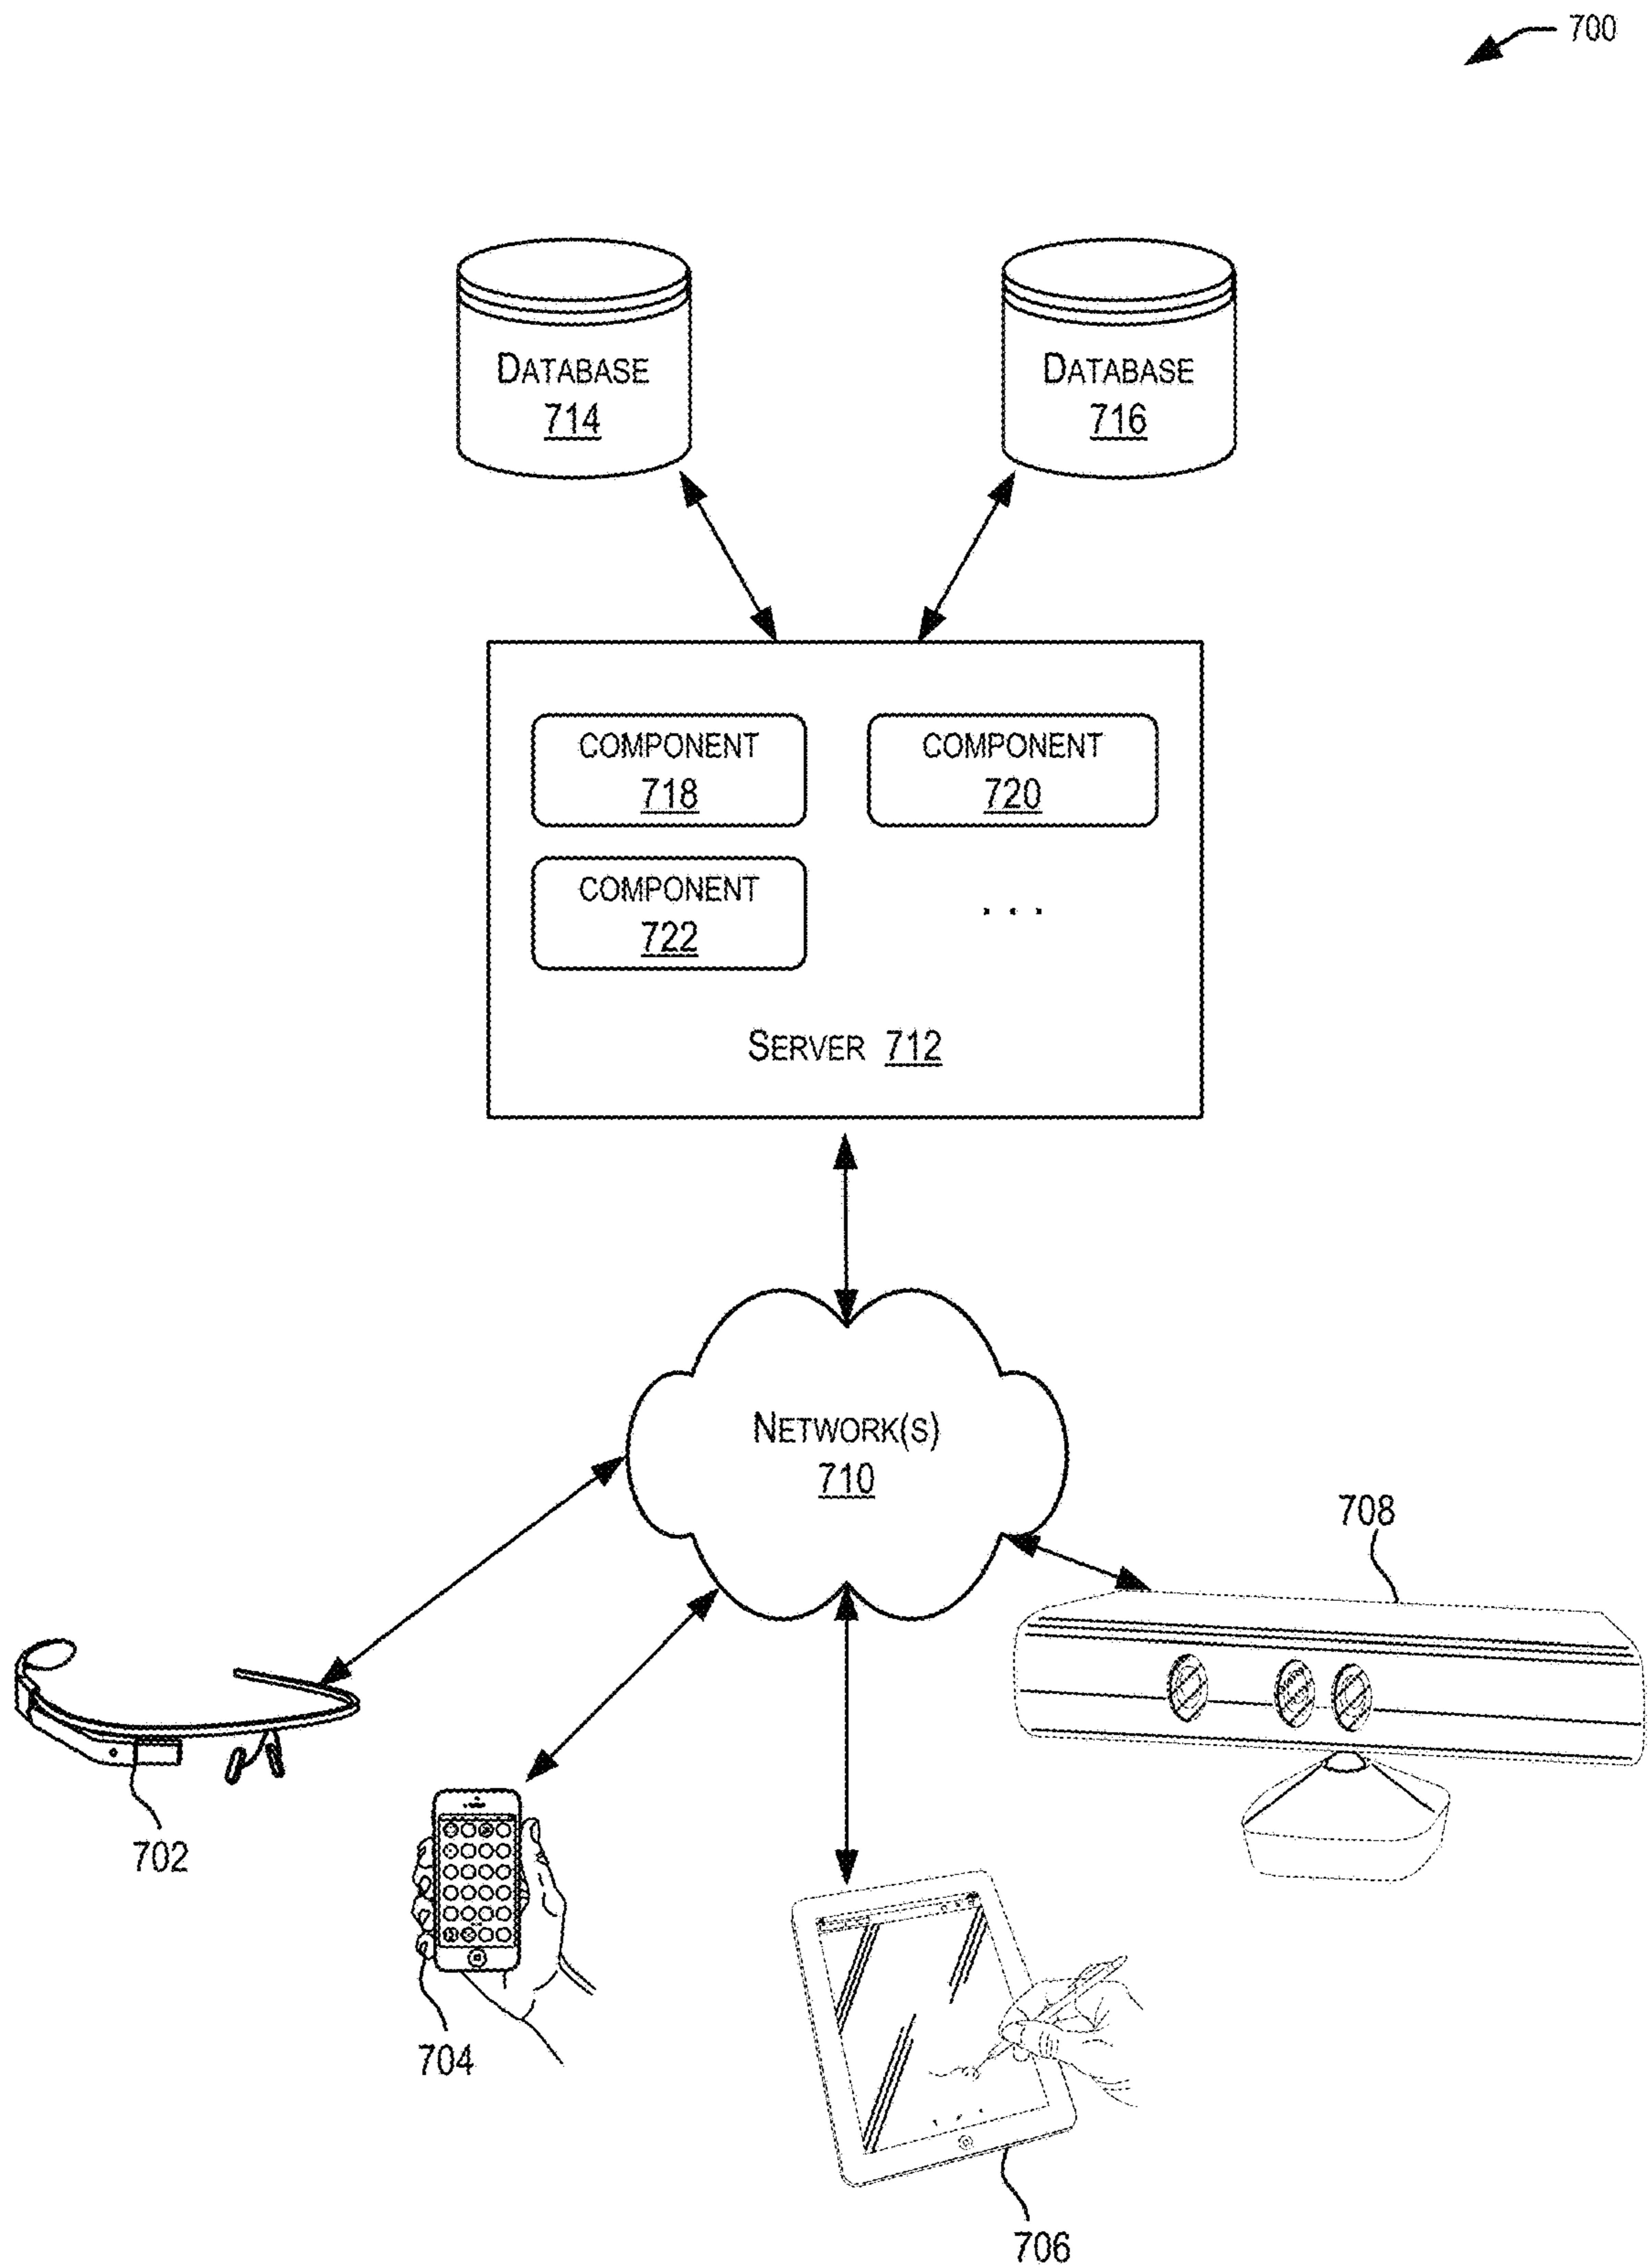 700
DATABASE
714
DATABASE
716
COMPONENT
718
COMPONENT
720
COMPONENT
722
. . .
SERVER 712
NETWORK(S)
710
708
702
704
706